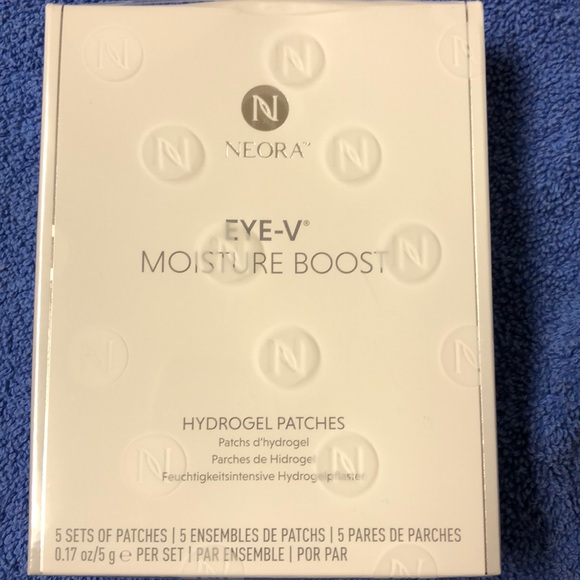 N
NEORA™
EYE-V®
MOISTURE BOOST
HYDROGEL PATCHES
Patchs d'hydrogel
Parches de Hidrogel
Feuchtigkeitsintensive Hydrogelpflaster
5 SETS OF PATCHES | 5 ENSEMBLES DE PATCHS | 5 PARES DE PARCHES
0.17 oz/5 g ℮ PER SET | PAR ENSEMBLE | POR PAR